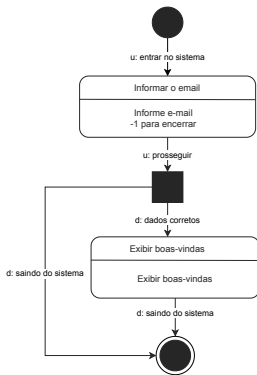 u: entrar no sistema
Informar o email
Informe e-mail
-1 para encerrar
u: prosseguir
d: dados corretos
Exibir boas-vindas
d: saindo do sistema
Exibir boas-vindas
d: saindo do sistema